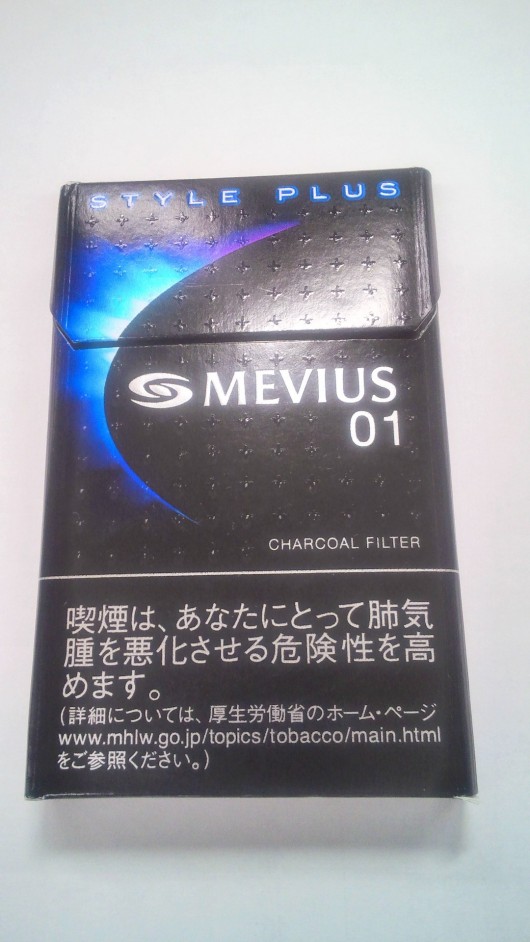 STYLE PLUS
MEVIUS
01
CHARCOAL FILTER
喫煙は、あなたにとって肺気
腫を悪化させる危険性を高
めます。
(詳細については、厚生労働省のホーム・ページ
www.mhlw.go.jp/topics/tobacco/main.html
をご参照ください。)